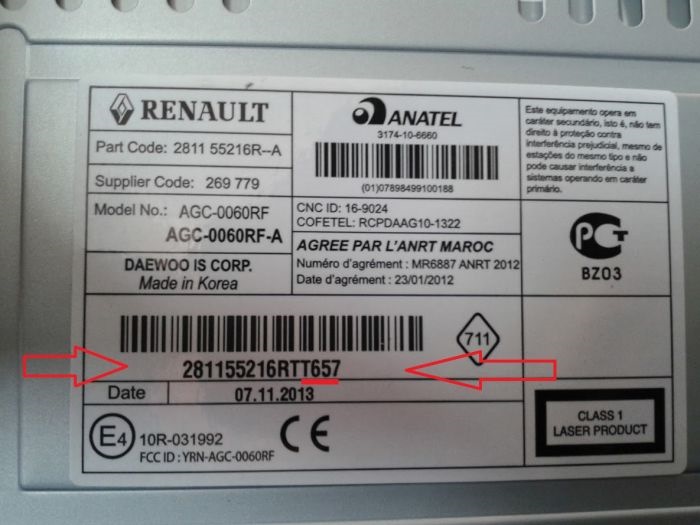 RENAULT
Part Code: 2811 55216R--A
Supplier Code: 269 779
Model No.: AGC-0060RF
AGC-0060RF-A
DAEWOO IS CORP.
Made in Korea
ANATEL
3174-10-6660
(01)07898499100188
CNC ID: 16-9024
COFETEL: RCPDAAG10-1322
AGREE PAR L'ANRT MAROC
Numéro d'agrément : MR6887 ANRT 2012
Date d'agrément : 23/01/2012
Este equipamento opera em
caráter secundário, isto é, não tem
direito à proteção contra
interferência prejudicial, mesmo de
estações do mesmo tipo e não
pode causar interferência a
sistemas operando em caráter
primário.
PCT
BZ03
281155216RTT657
711
Date 07.11.2013
E4
10R-031992
FCC ID : YRN-AGC-0060RF
CE
CLASS 1
LASER PRODUCT